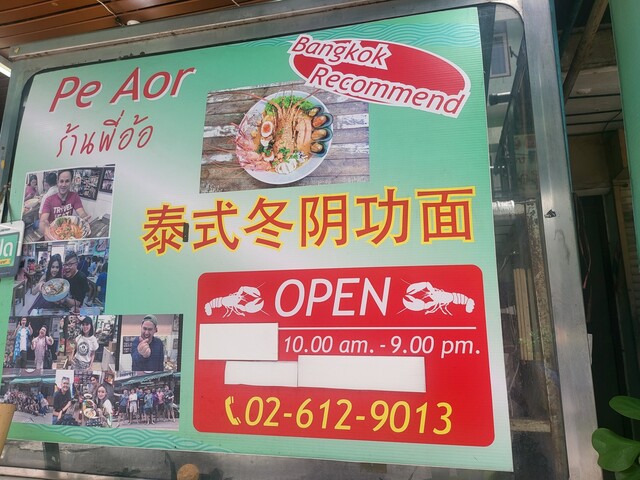 Pe Aor
ร้านพี่อ้อ
Bangkok
Recommend
泰式冬阴功面
OPEN
10.00 am. - 9.00 pm.
02-612-9013